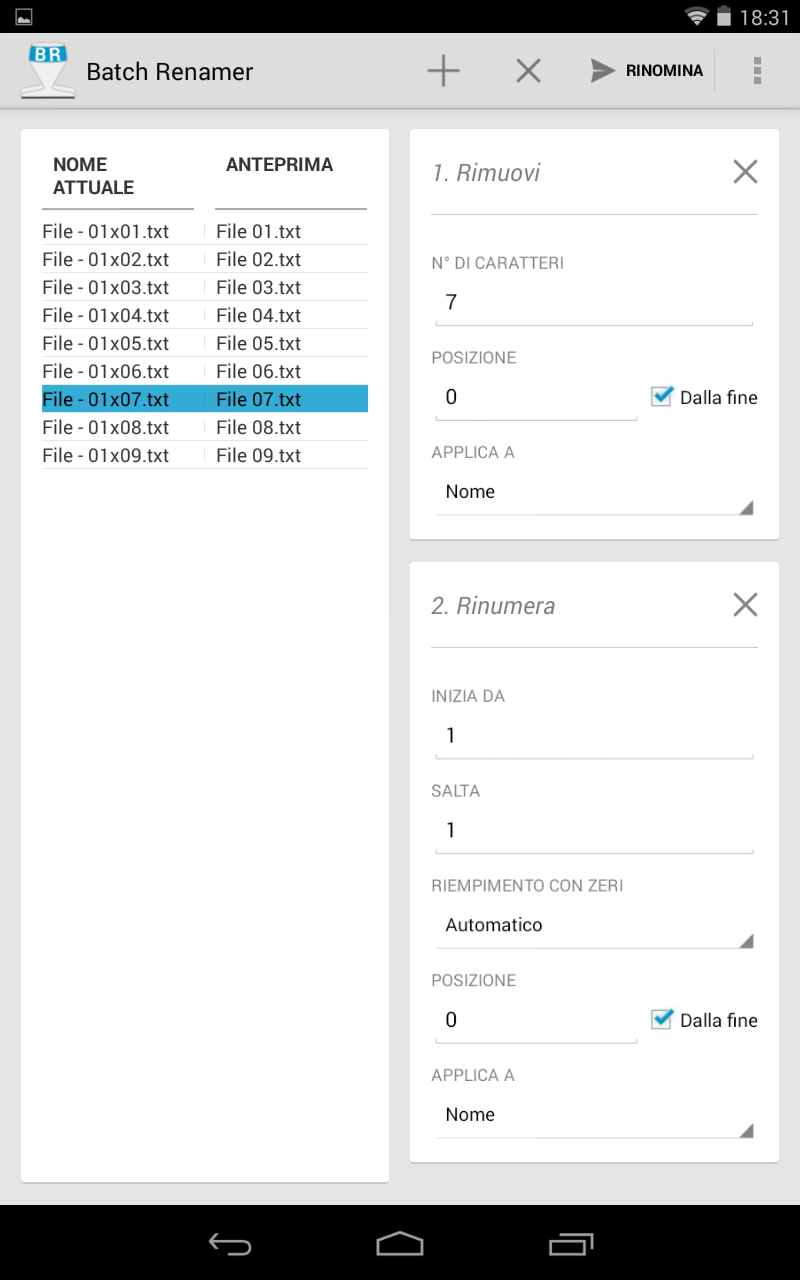 18:31
BR
Batch Renamer
RINOMINA
NOME ATTUALE
ANTEPRIMA
File - 01x01.txt File 01.txt
File - 01x02.txt File 02.txt
File - 01x03.txt File 03.txt
File - 01x04.txt File 04.txt
File - 01x05.txt File 05.txt
File - 01x06.txt File 06.txt
File - 01x07.txt File 07.txt
File - 01x08.txt File 08.txt
File - 01x09.txt File 09.txt
1. Rimuovi
N° DI CARATTERI
7
POSIZIONE
0 Dalla fine
APPLICA A
Nome
2. Rinumera
INIZIA DA
1
SALTA
1
RIEMPIMENTO CON ZERI
Automatico
POSIZIONE
0 Dalla fine
APPLICA A
Nome